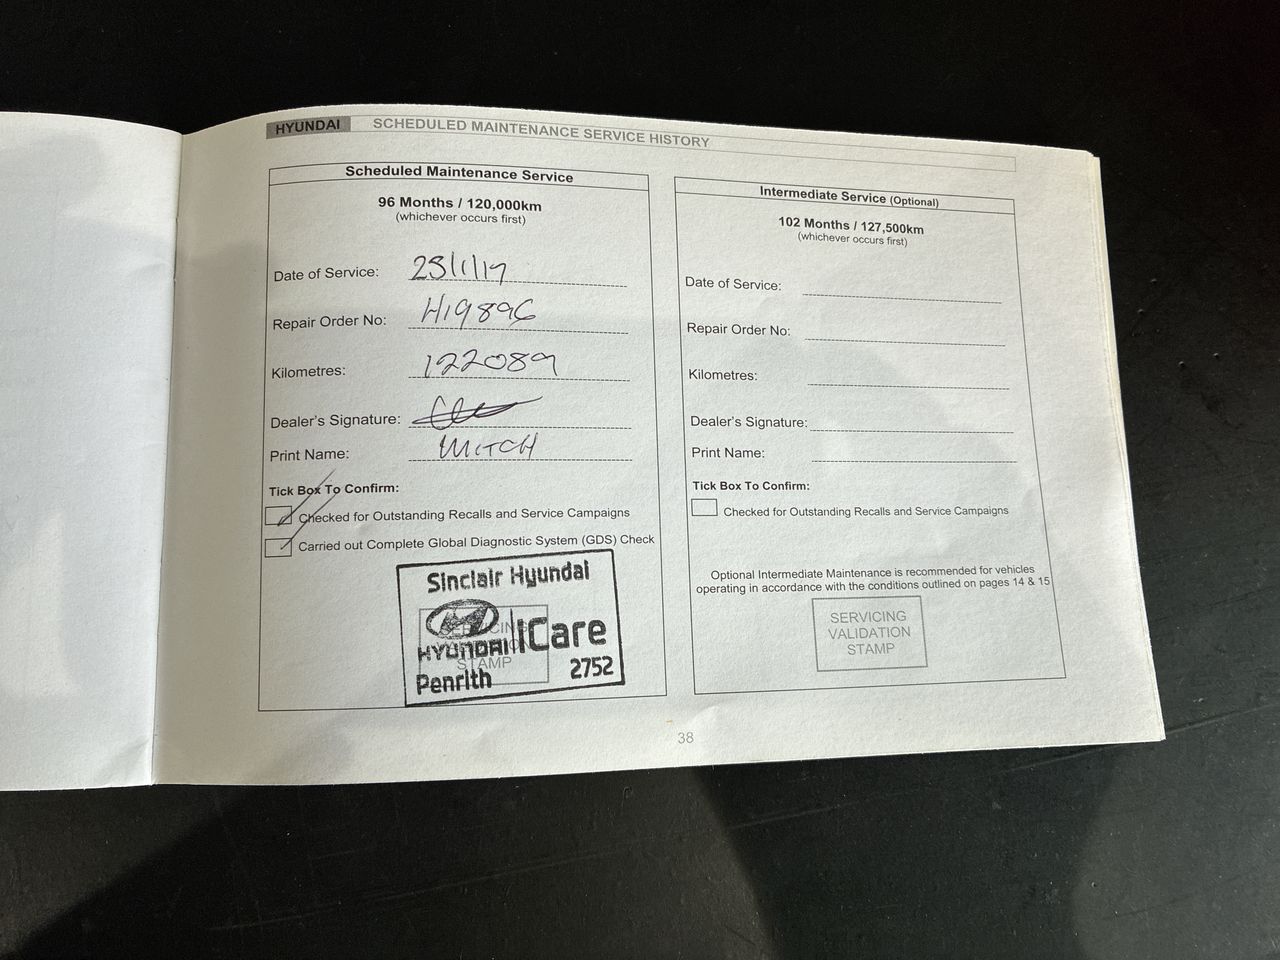 HYUNDAI SCHEDULED MAINTENANCE SERVICE HISTORY
Scheduled Maintenance Service
96 Months / 120,000km
(whichever occurs first)
Date of Service: 23/1/17
Repair Order No: H19896
Kilometres: 122089
Dealer's Signature:
Print Name: MITCH
Tick Box To Confirm:
Checked for Outstanding Recalls and Service Campaigns
Carried out Complete Global Diagnostic System (GDS) Check
Sinclair Hyundai
HYUNDAI iCare
STAMP
Penrith 2752
Intermediate Service (Optional)
102 Months / 127,500km
(whichever occurs first)
Date of Service:
Repair Order No:
Kilometres:
Dealer's Signature:
Print Name:
Tick Box To Confirm:
Checked for Outstanding Recalls and Service Campaigns
Optional Intermediate Maintenance is recommended for vehicles
operating in accordance with the conditions outlined on pages 14 & 15
SERVICING
VALIDATION
STAMP
38